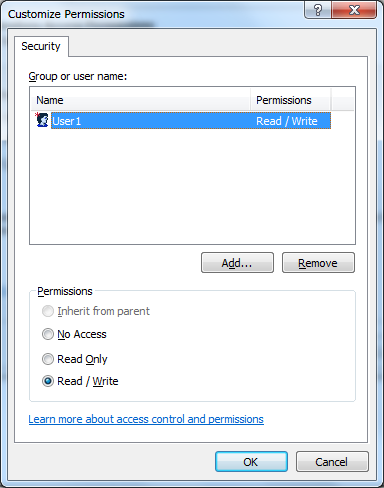 Customize Permissions
Security
Group or user name:
Name Permissions
User1 Read / Write
Add... Remove
Permissions
Inherit from parent
No Access
Read Only
Read / Write
Learn more about access control and permissions
OK Cancel